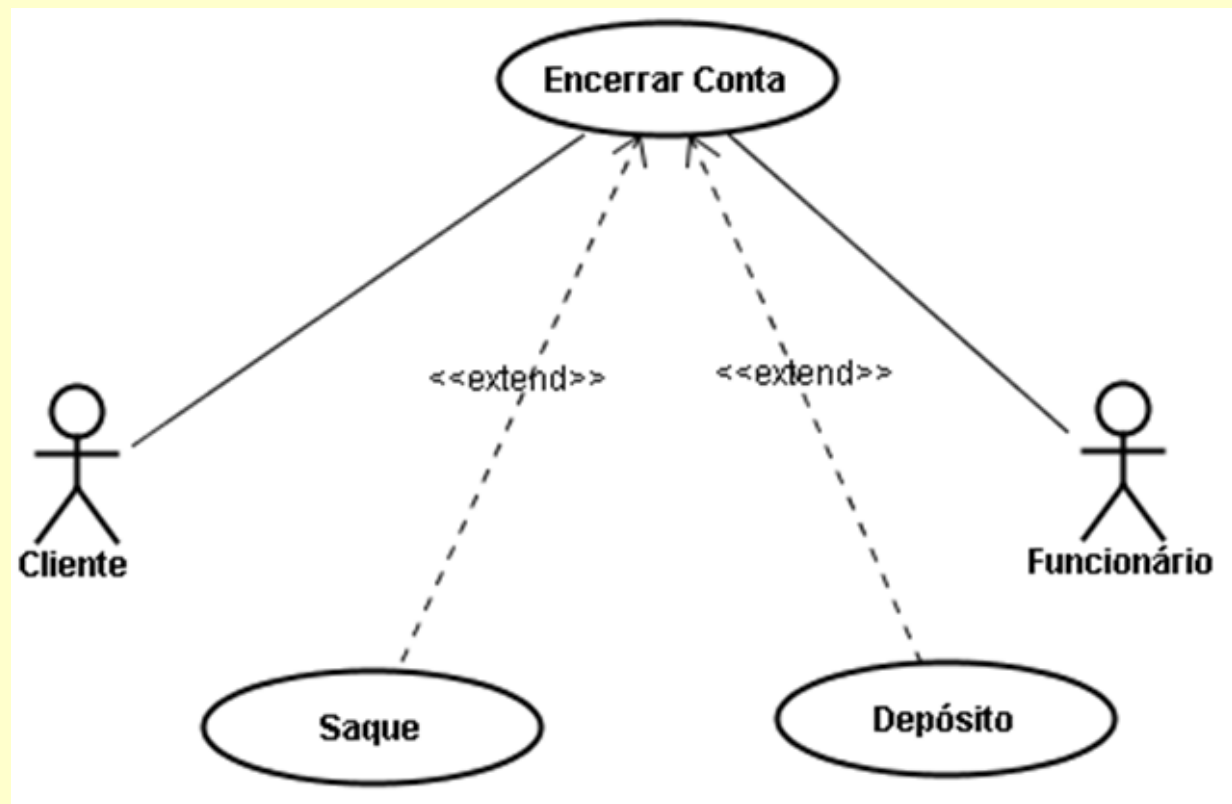 Encerrar Conta
<<extend>>
<<extend>>
Cliente
Funcionário
Saque
Depósito